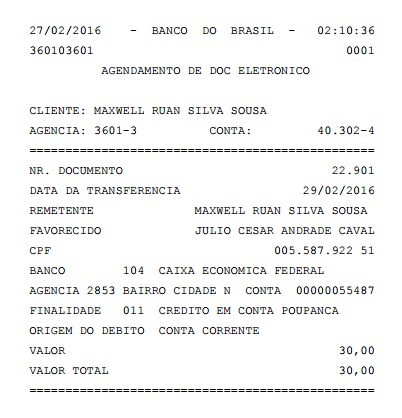 27/02/2016 - BANCO DO BRASIL - 02:10:36
360103601 0001
AGENDAMENTO DE DOC ELETRONICO
CLIENTE: MAXWELL RUAN SILVA SOUSA
AGENCIA: 3601-3 CONTA: 40.302-4
================================================
NR. DOCUMENTO 22.901
DATA DA TRANSFERENCIA 29/02/2016
REMETENTE MAXWELL RUAN SILVA SOUSA
FAVORECIDO JULIO CESAR ANDRADE CAVAL
CPF 005.587.922 51
BANCO 104 CAIXA ECONOMICA FEDERAL
AGENCIA 2853 BAIRRO CIDADE N CONTA 00000055487
FINALIDADE 011 CREDITO EM CONTA POUPANCA
ORIGEM DO DEBITO CONTA CORRENTE
VALOR 30,00
VALOR TOTAL 30,00
================================================